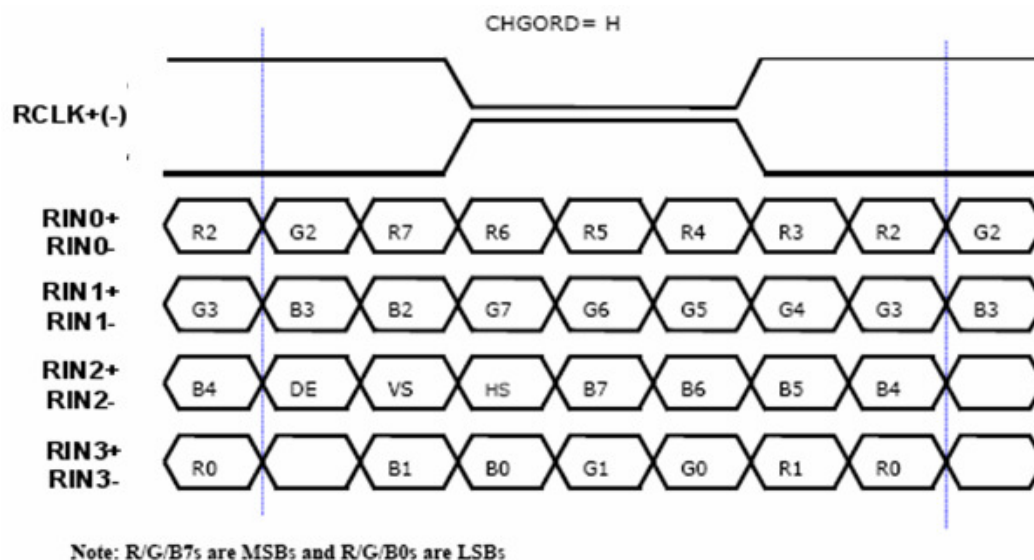 CHGORD= H
RCLK+(-)
RIN0+
RIN0-
R2 G2 R7 R6 R5 R4 R3 R2 G2
RIN1+
RIN1-
G3 B3 B2 G7 G6 G5 G4 G3 B3
RIN2+
RIN2-
B4 DE VS HS B7 B6 B5 B4
RIN3+
RIN3-
R0 B1 B0 G1 G0 R1 R0
Note: R/G/B7s are MSBs and R/G/B0s are LSBs